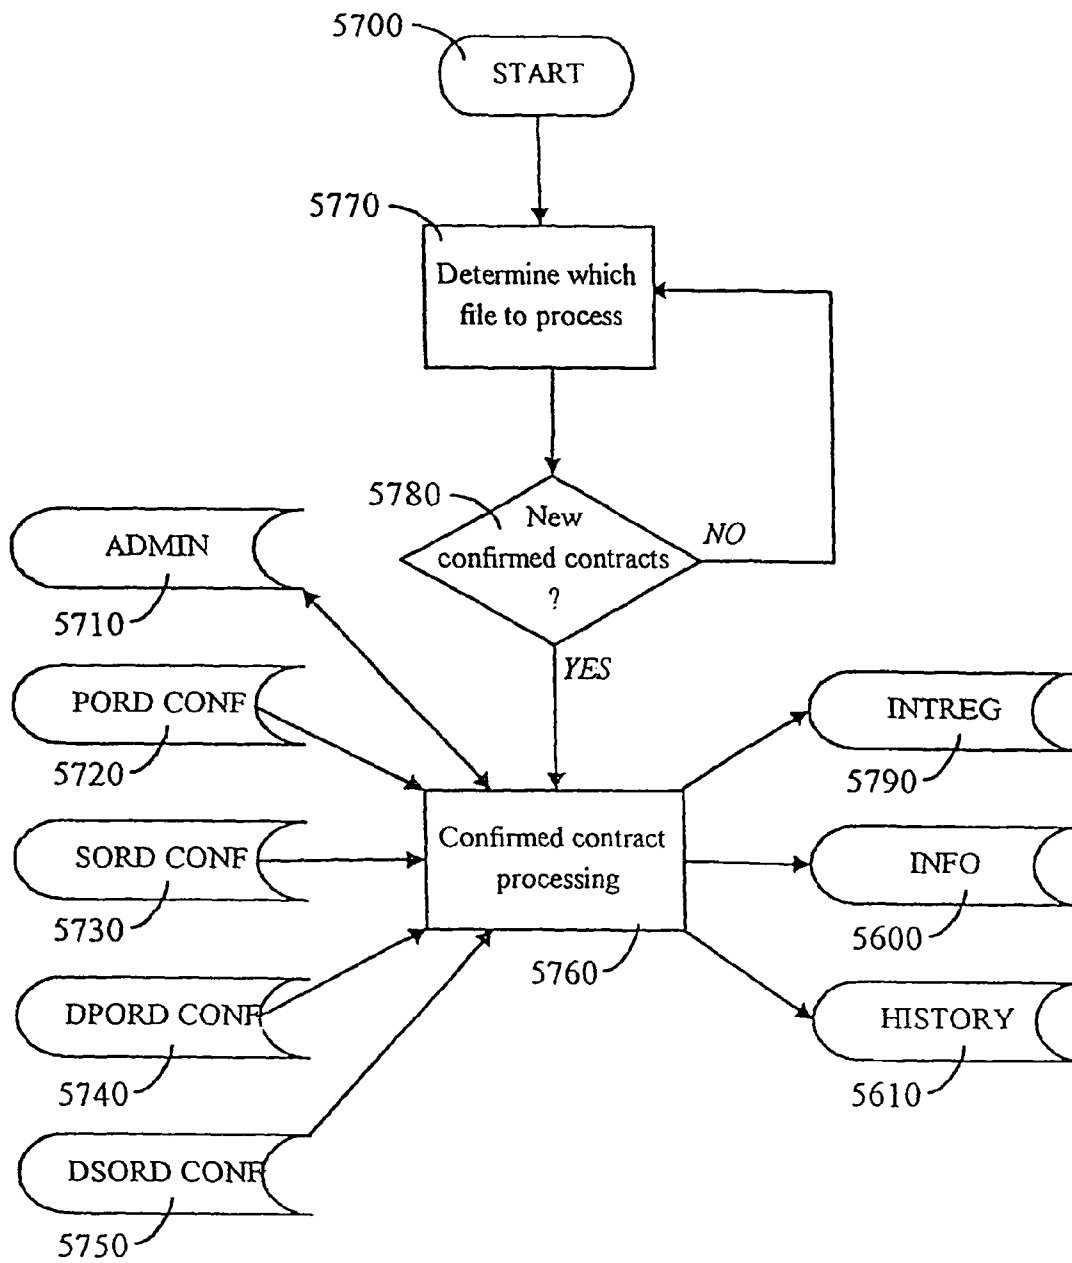 5700
START
5770
Determine which
file to process
5780
New
confirmed contracts
?
NO
YES
ADMIN
5710
PORD CONF
5720
SORD CONF
5730
DPORD CONF
5740
DSORD CONF
5750
Confirmed contract
processing
5760
INTREG
5790
INFO
5600
HISTORY
5610